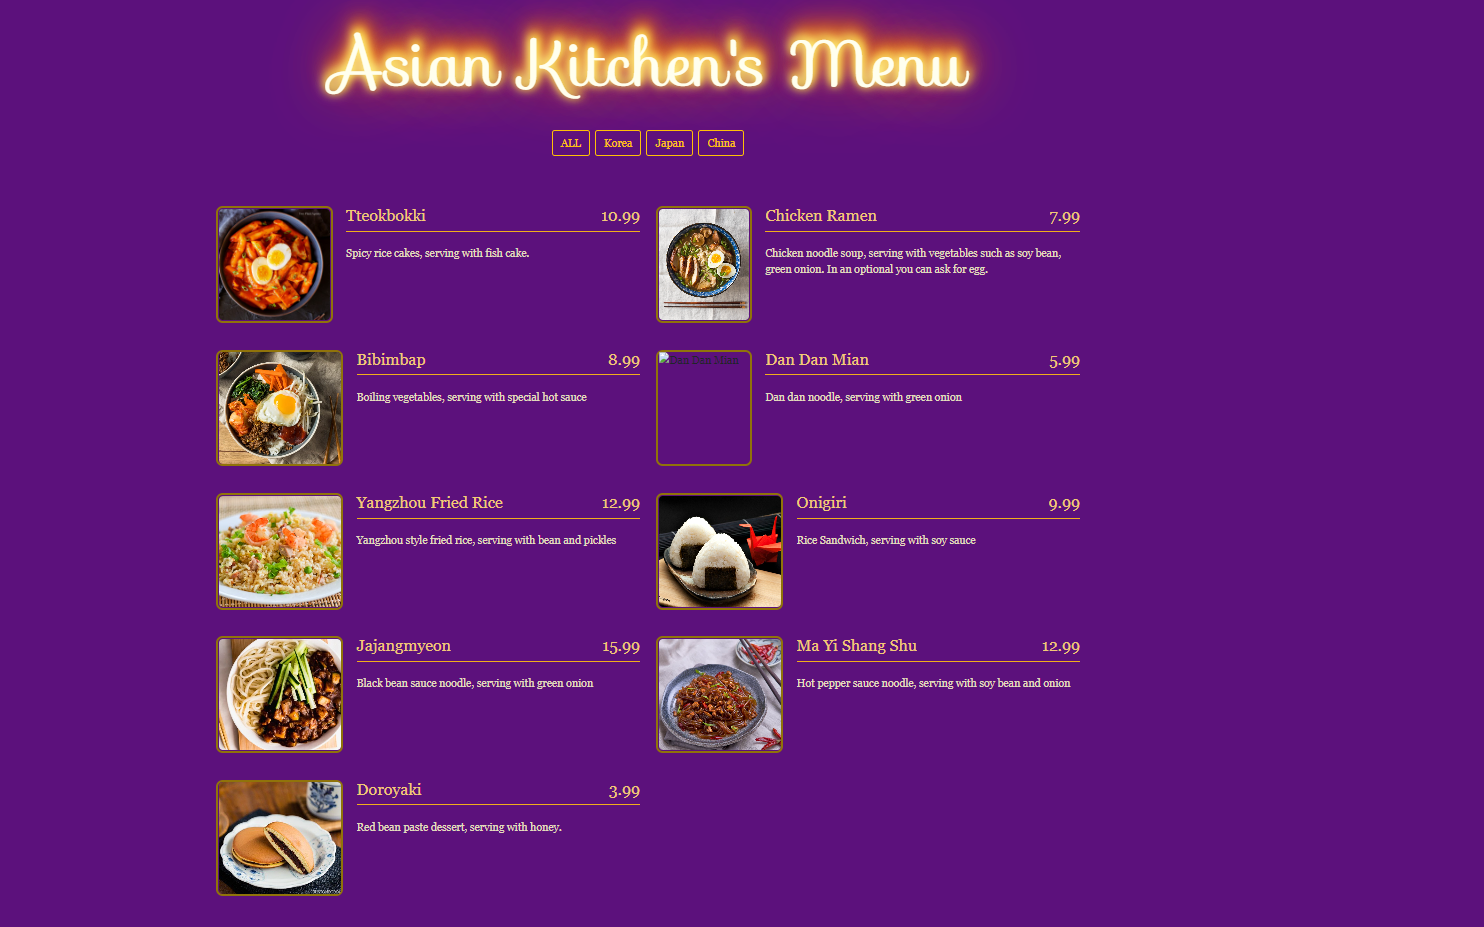 Asian Kitchen's Menu
ALL Korea Japan China
Tteokbokki 10.99
Spicy rice cakes, serving with fish cake.
Chicken Ramen 7.99
Chicken noodle soup, serving with vegetables such as soy bean,
green onion. In an optional you can ask for egg.
Bibimbap 8.99
Boiling vegetables, serving with special hot sauce
Dan Dan Mian
Dan Dan Mian 5.99
Dan dan noodle, serving with green onion
Yangzhou Fried Rice 12.99
Yangzhou style fried rice, serving with bean and pickles
Onigiri 9.99
Rice Sandwich, serving with soy sauce
Jajangmyeon 15.99
Black bean sauce noodle, serving with green onion
Ma Yi Shang Shu 12.99
Hot pepper sauce noodle, serving with soy bean and onion
Doroyaki 3.99
Red bean paste dessert, serving with honey.